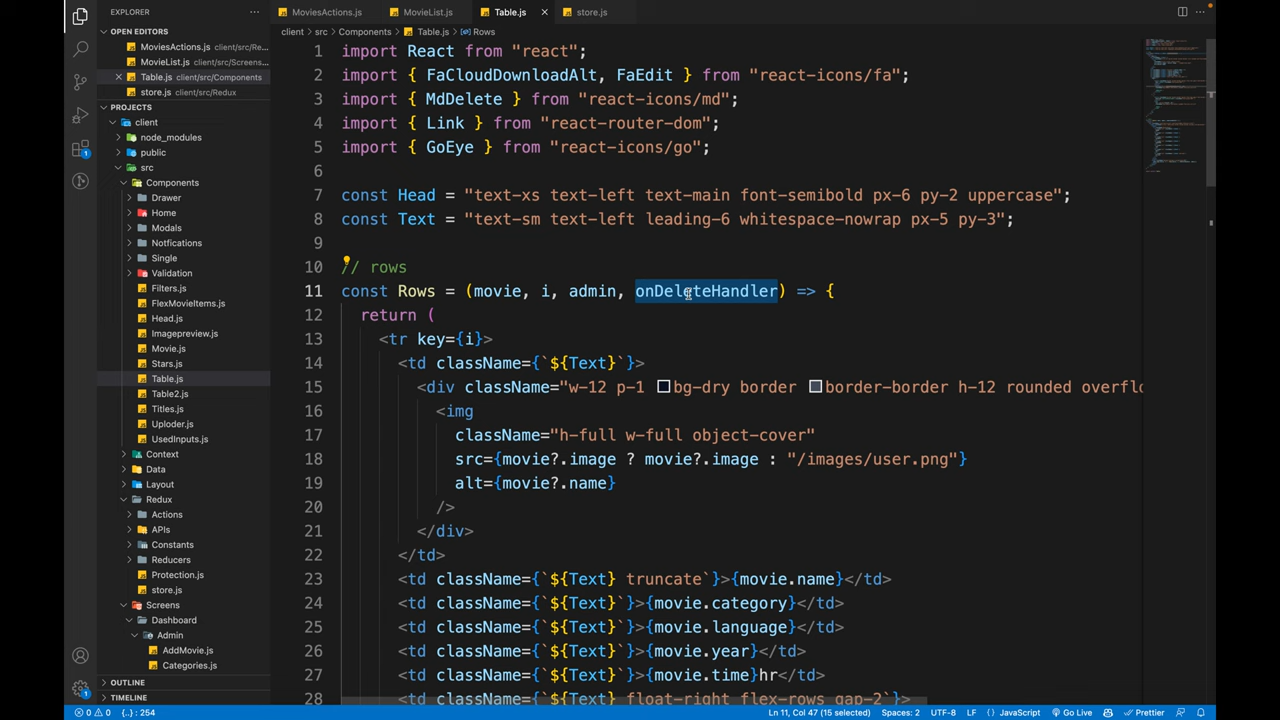 EXPLORER
MoviesActions.js
MovieList.js
Table.js
store.js
OPEN EDITORS
MoviesActions.js client/src/Re...
MovieList.js client/src/Screens...
Table.js client/src/Components
store.js client/src/Redux
PROJECTS
client
node_modules
public
src
Components
Drawer
Home
Modals
Notfications
Single
Validation
Filters.js
FlexMovieItems.js
Head.js
Imagepreview.js
Movie.js
Stars.js
Table.js
Table2.js
Titles.js
Uploder.js
UsedInputs.js
Context
Data
Layout
Redux
Actions
APIs
Constants
Reducers
Protection.js
store.js
Screens
Dashboard
Admin
AddMovie.js
Categories.js
OUTLINE
TIMELINE
client > src > Components > Table.js > Rows
1 import React from "react";
2 import { FaCloudDownloadAlt, FaEdit } from "react-icons/fa";
3 import { MdDelete } from "react-icons/md";
4 import { Link } from "react-router-dom";
5 import { GoEye } from "react-icons/go";
6
7 const Head = "text-xs text-left text-main font-semibold px-6 py-2 uppercase";
8 const Text = "text-sm text-left leading-6 whitespace-nowrap px-5 py-3";
9
10 // rows
11 const Rows = (movie, i, admin, onDeleteHandler) => {
12 return (
13 <tr key={i}>
14 <td className={`${Text}`}>
15 <div className="w-12 p-1 bg-dry border border-border h-12 rounded overflo
16 <img
17 className="h-full w-full object-cover"
18 src={movie?.image ? movie?.image : "/images/user.png"}
19 alt={movie?.name}
20 />
21 </div>
22 </td>
23 <td className={`${Text} truncate`}>{movie.name}</td>
24 <td className={`${Text}`}>{movie.category}</td>
25 <td className={`${Text}`}>{movie.language}</td>
26 <td className={`${Text}`}>{movie.year}</td>
27 <td className={`${Text}`}>{movie.time}hr</td>
28 <td className={`${Text} float-right flex-rows gap-2`}>
0 0 {..} : 254 Ln 11, Col 47 (15 selected) Spaces: 2 UTF-8 LF {} JavaScript Go Live Prettier